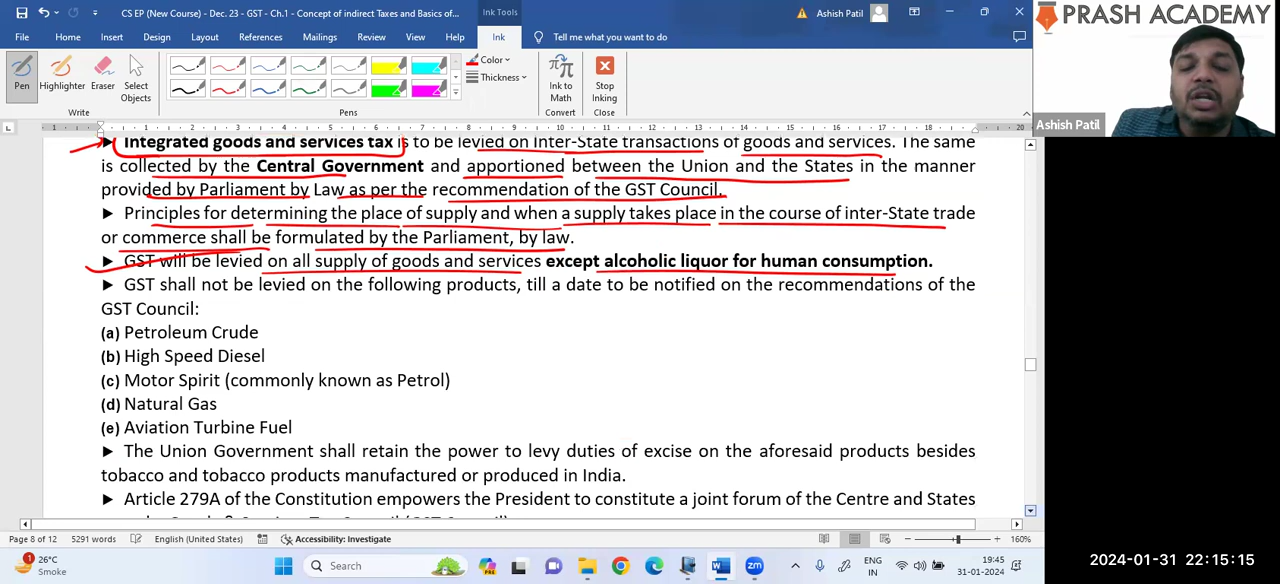 CS EP (New Course) - Dec. 23 - GST - Ch.1 - Concept of indirect Taxes and Basics of...
Ink Tools
Ashish Patil
File Home Insert Design Layout References Mailings Review View Help Ink Tell me what you want to do
Pen
Highlighter
Eraser
Select Objects
Color
Thickness
Ink to Math
Stop Inking
Write
Pens
Convert
Close
PRASH ACADEMY
Ashish Patil
► Integrated goods and services tax is to be levied on Inter-State transactions of goods and services. The same
is collected by the Central Government and apportioned between the Union and the States in the manner
provided by Parliament by Law as per the recommendation of the GST Council.
► Principles for determining the place of supply and when a supply takes place in the course of inter-State trade
or commerce shall be formulated by the Parliament, by law.
► GST will be levied on all supply of goods and services except alcoholic liquor for human consumption.
► GST shall not be levied on the following products, till a date to be notified on the recommendations of the
GST Council:
(a) Petroleum Crude
(b) High Speed Diesel
(c) Motor Spirit (commonly known as Petrol)
(d) Natural Gas
(e) Aviation Turbine Fuel
► The Union Government shall retain the power to levy duties of excise on the aforesaid products besides
tobacco and tobacco products manufactured or produced in India.
► Article 279A of the Constitution empowers the President to constitute a joint forum of the Centre and States
Page 8 of 12 5291 words English (United States) Accessibility: Investigate 160%
26°C
Smoke
Search
ENG
IN
19:45
31-01-2024
2024-01-31 22:15:15